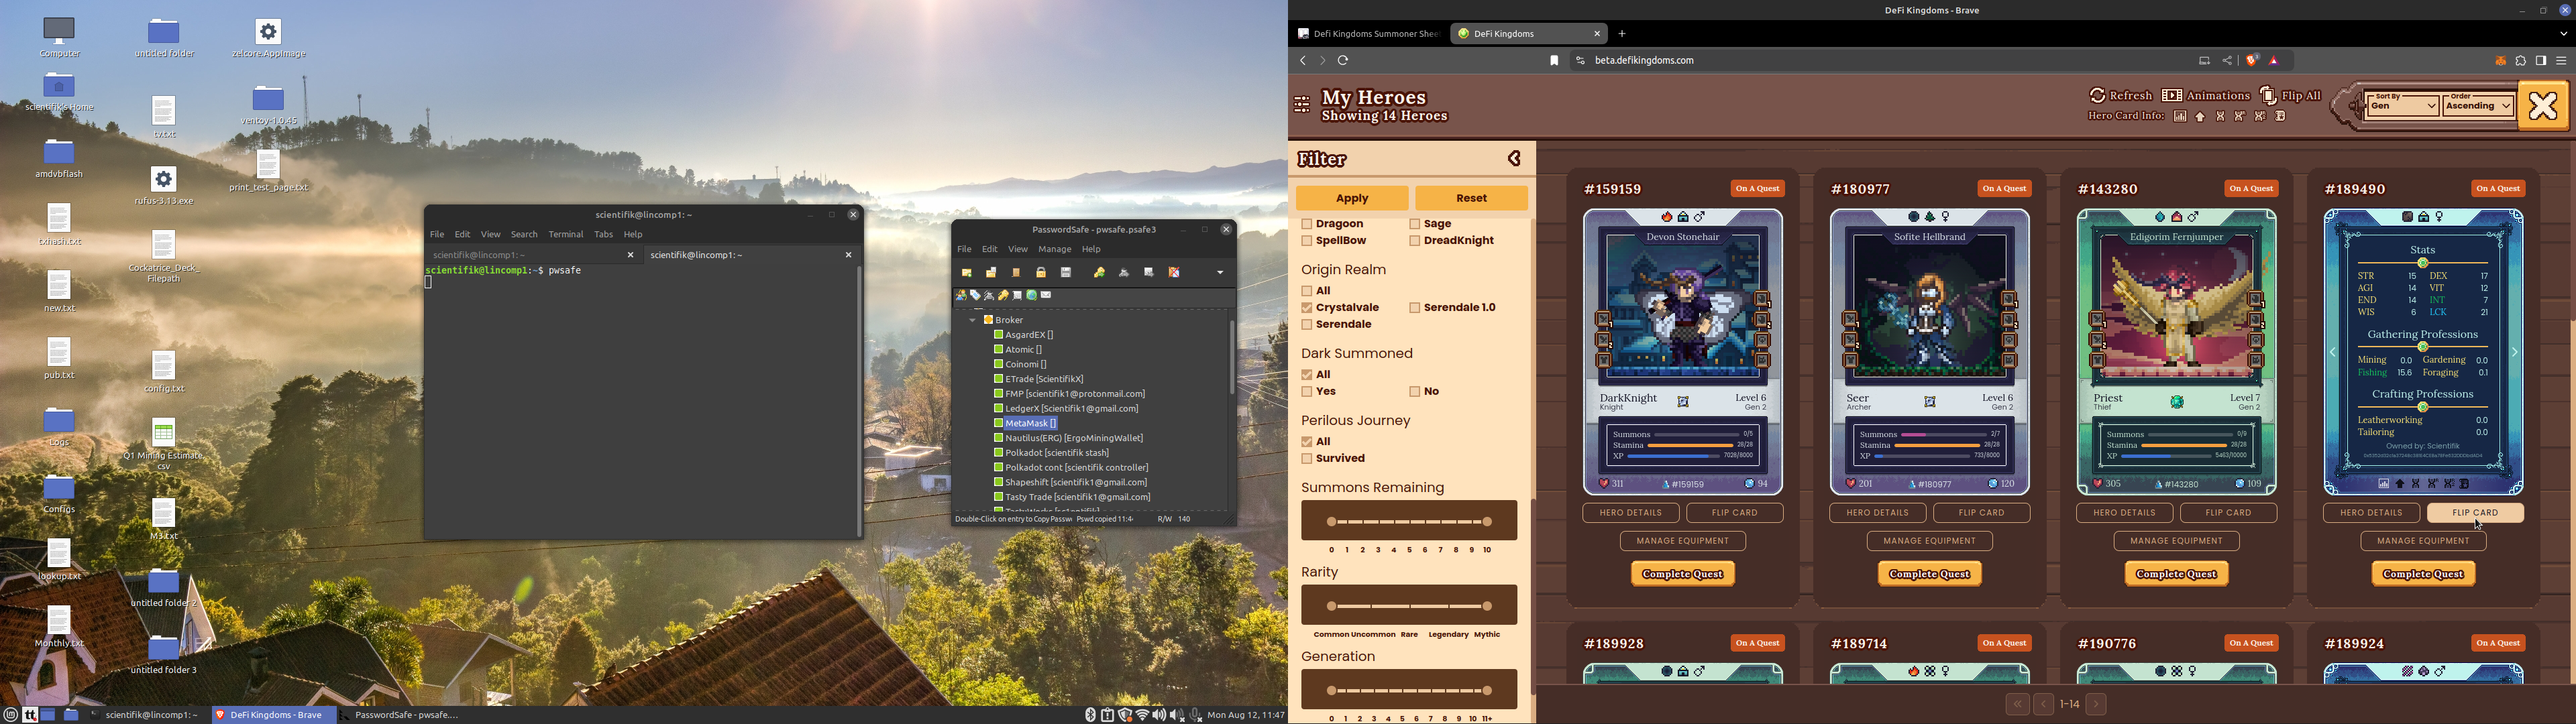 Computer
untitled folder
zelcore.AppImage
scientifik's Home
tv.txt
ventoy-1.0.45
amdvbflash
rufus-3.13.exe
print_test_page.txt
txhash.txt
Cockatrice_Deck_
Filepath
new.txt
pub.txt
config.txt
Logs
Q1 Mining Estimate.
csv
Configs
M3.txt
lookup.txt
untitled folder 2
Monthly.txt
untitled folder 3
scientifik@lincomp1: ~
File Edit View Search Terminal Tabs Help
scientifik@lincomp1: ~
scientifik@lincomp1: ~
scientifik@lincomp1:~$ pwsafe
PasswordSafe - pwsafe.psafe3
File Edit View Manage Help
Broker
AsgardEX []
Atomic []
Coinomi []
ETrade [ScientifikX]
FMP [scientifik1@protonmail.com]
LedgerX [Scientifik1@gmail.com]
MetaMask []
Nautilus(ERG) [ErgoMiningWallet]
Polkadot [scientifik stash]
Polkadot cont [scientifik controller]
Shapeshift [scientifik1@gmail.com]
Tasty Trade [scientifik1@gmail.com]
Double-Click on entry to Copy Passw Pswd copied 11:4 R/W 140
scientifik@lincomp1: ~
DeFi Kingdoms - Brave
PasswordSafe - pwsafe....
Mon Aug 12, 11:47
DeFi Kingdoms - Brave
Defi Kingdoms Summoner Shee
DeFi Kingdoms
beta.defikingdoms.com
My Heroes
Showing 14 Heroes
Refresh Animations Flip All
Hero Card Info:
Sort By
Gen
Order
Ascending
Filter
Apply Reset
Dragoon Sage
SpellBow DreadKnight
Origin Realm
All
Crystalvale Serendale 1.0
Serendale
Dark Summoned
All
Yes No
Perilous Journey
All
Survived
Summons Remaining
0 1 2 3 4 5 6 7 8 9 10
Rarity
Common Uncommon Rare Legendary Mythic
Generation
0 1 2 3 4 5 6 7 8 9 10 11+
#159159 On A Quest
Devon Stonehair
DarkKnight Level 6
Knight Gen 2
Summons 0/5
Stamina 28/28
XP 7028/8000
311 #159159 94
HERO DETAILS FLIP CARD
MANAGE EQUIPMENT
Complete Quest
#180977 On A Quest
Sofite Hellbrand
Seer Level 6
Archer Gen 2
Summons 2/7
Stamina 28/28
XP 733/8000
201 #180977 120
HERO DETAILS FLIP CARD
MANAGE EQUIPMENT
Complete Quest
#143280 On A Quest
Edigorim Fernjumper
Priest Level 7
Thief Gen 2
Summons 0/9
Stamina 28/28
XP 5463/10000
305 #143280 109
HERO DETAILS FLIP CARD
MANAGE EQUIPMENT
Complete Quest
#189490 On A Quest
Stats
STR 15 DEX 17
AGI 14 VIT 12
END 14 INT 7
WIS 6 LCK 21
Gathering Professions
Mining 0.0 Gardening 0.0
Fishing 15.6 Foraging 0.1
Crafting Professions
Leatherworking 0.0
Tailoring 0.0
Owned by: Scientifik
HERO DETAILS FLIP CARD
MANAGE EQUIPMENT
Complete Quest
#189928 On A Quest
#189714 On A Quest
#190776 On A Quest
#189924 On A Quest
1-14